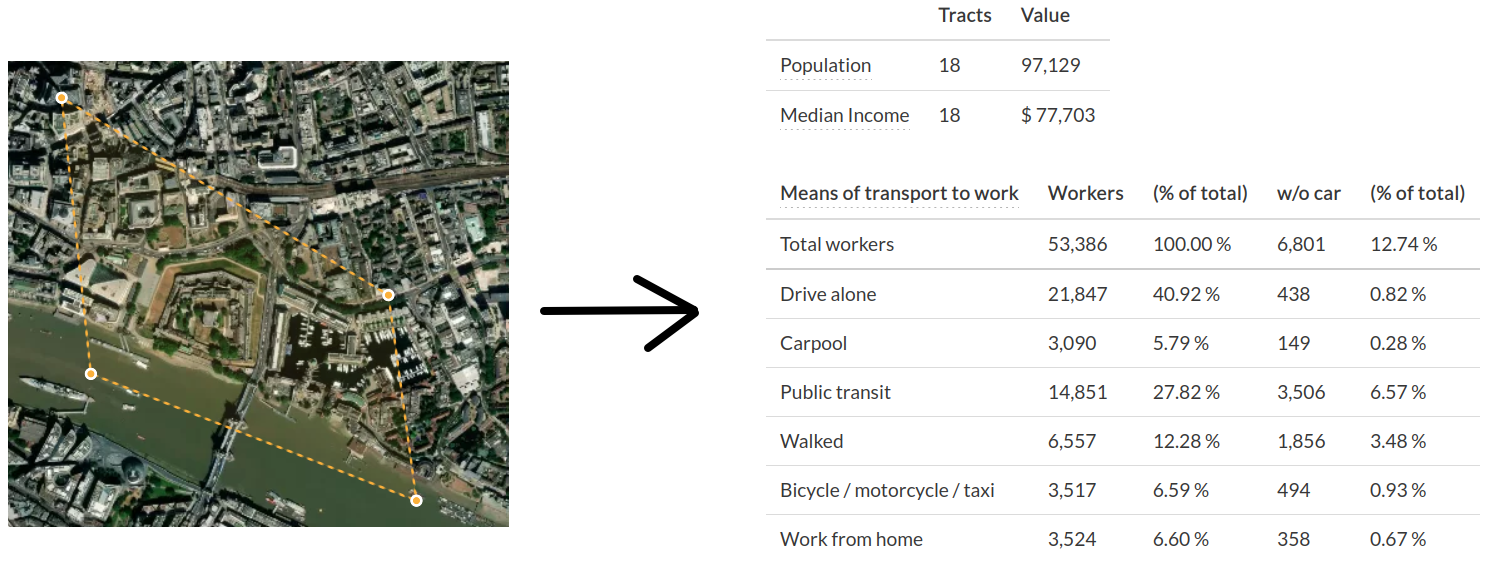 Tracts Value
Population 18 97,129
Median Income 18 $ 77,703
Means of transport to work Workers (% of total) w/o car (% of total)
Total workers 53,386 100.00 % 6,801 12.74 %
Drive alone 21,847 40.92 % 438 0.82 %
Carpool 3,090 5.79 % 149 0.28 %
Public transit 14,851 27.82 % 3,506 6.57 %
Walked 6,557 12.28 % 1,856 3.48 %
Bicycle / motorcycle / taxi 3,517 6.59 % 494 0.93 %
Work from home 3,524 6.60 % 358 0.67 %